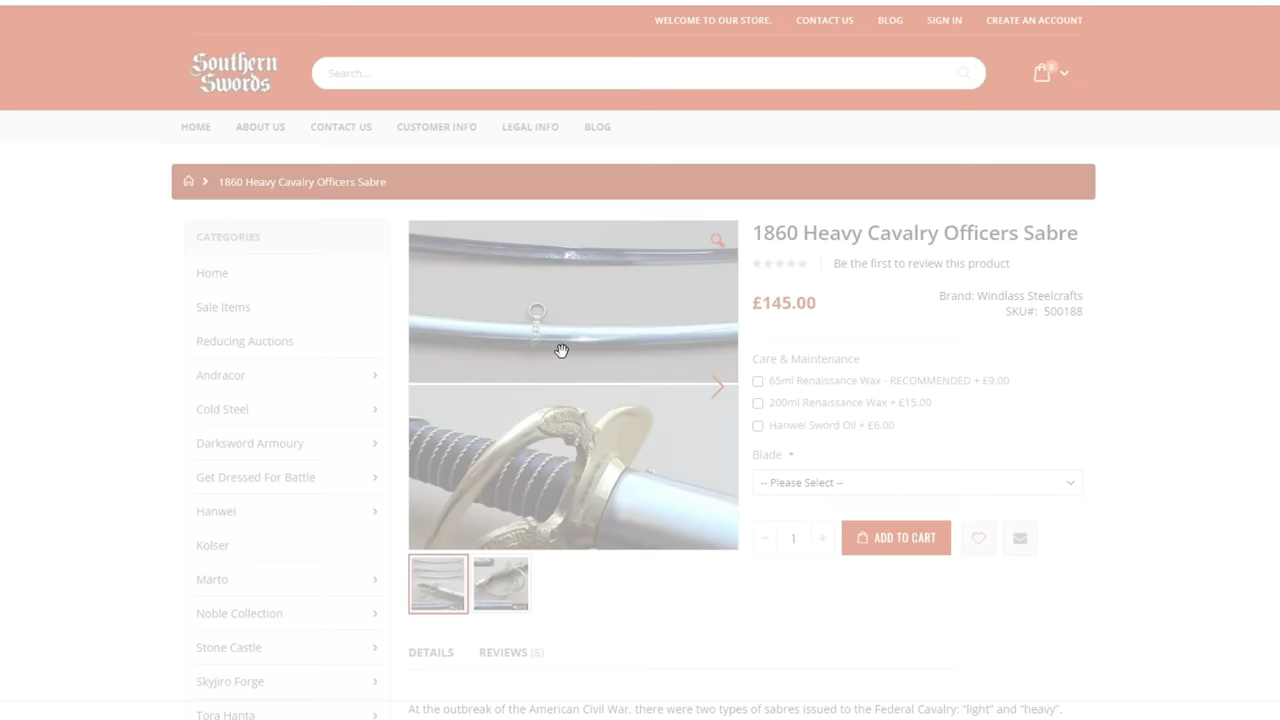 WELCOME TO OUR STORE. CONTACT US BLOG SIGN IN CREATE AN ACCOUNT
Southern
Swords
Search...
0
HOME ABOUT US CONTACT US CUSTOMER INFO LEGAL INFO BLOG
1860 Heavy Cavalry Officers Sabre
CATEGORIES
Home
Sale Items
Reducing Auctions
Andracor
Cold Steel
Darksword Armoury
Get Dressed For Battle
Hanwei
Kolser
Marto
Noble Collection
Stone Castle
Skyjiro Forge
Tora Hanta
1860 Heavy Cavalry Officers Sabre
Be the first to review this product
£145.00
Brand: Windlass Steelcrafts
SKU#: 500188
Care & Maintenance
65ml Renaissance Wax - RECOMMENDED + £9.00
200ml Renaissance Wax + £15.00
Hanwei Sword Oil + £6.00
Blade *
-- Please Select --
1
ADD TO CART
DETAILS REVIEWS (5)
At the outbreak of the American Civil War, there were two types of sabres issued to the Federal Cavalry: “light” and “heavy”.